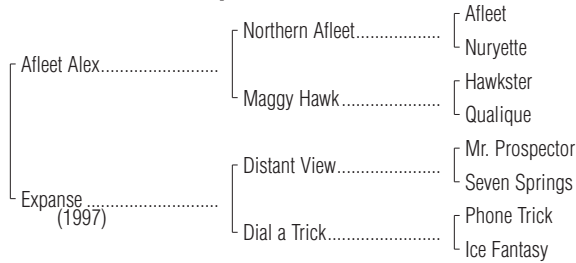 Afleet
Northern Afleet..................
Nuryette
Afleet Alex.........................
Hawkster
Maggy Hawk.....................
Qualique
Mr. Prospector
Distant View......................
Seven Springs
Expanse ............................
(1997)
Phone Trick
Dial a Trick........................
Ice Fantasy